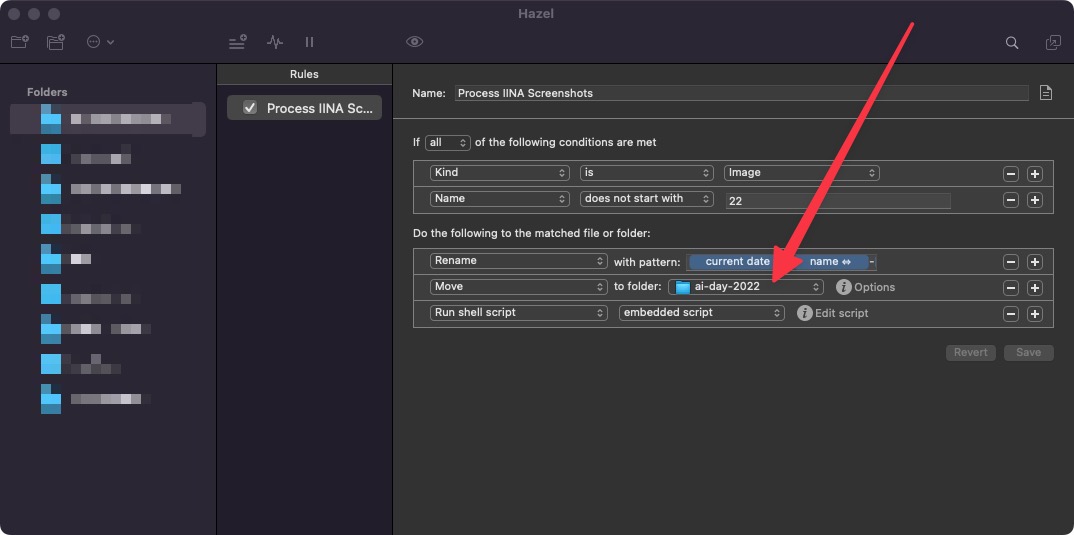 Hazel
Folders
Rules
Process IINA Sc...
Name: Process IINA Screenshots
If all of the following conditions are met
Kind is Image
Name does not start with 22
Do the following to the matched file or folder:
Rename with pattern: current date name -
Move to folder: ai-day-2022 Options
Run shell script embedded script Edit script
Revert Save